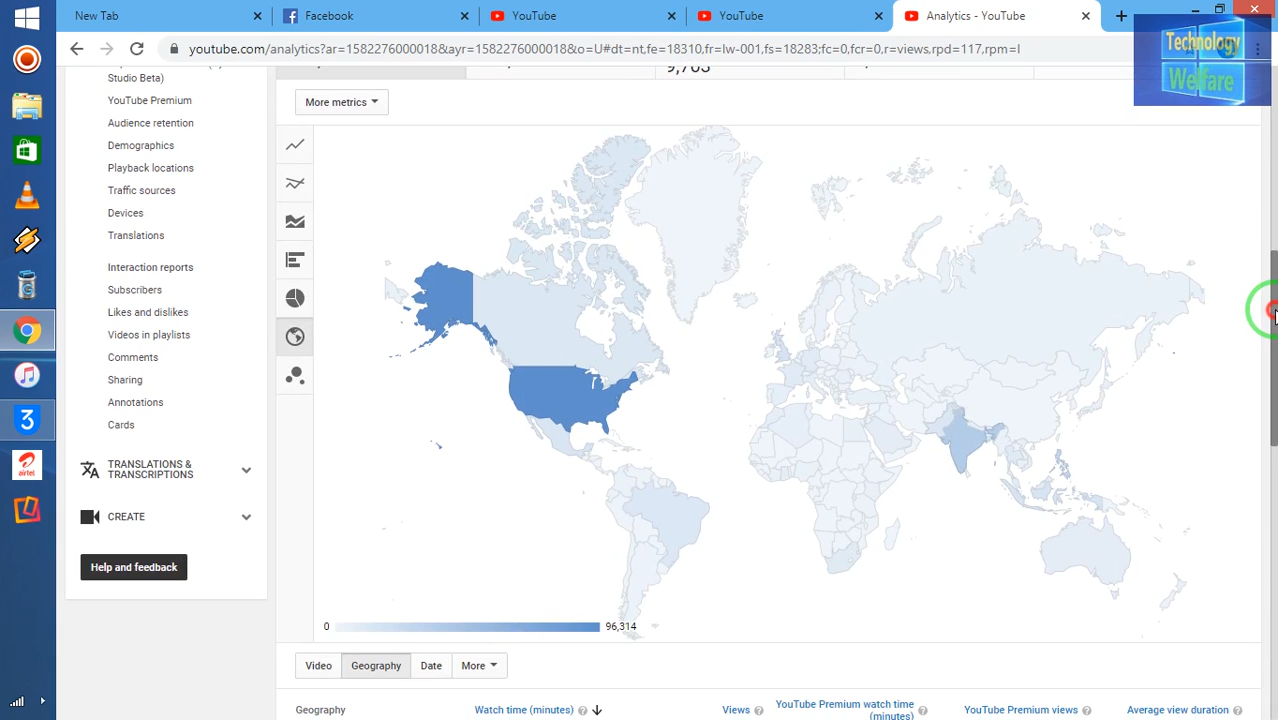 New Tab
Facebook
YouTube
YouTube
Analytics - YouTube
youtube.com/analytics?ar=1582276000018&ayr=1582276000018&o=U#dt=nt,fe=18310,fr=lw-001,fs=18283;fc=0,fcr=0,r=views,rpd=117,rpm=l
Technology
Welfare
Studio Beta)
YouTube Premium
Audience retention
Demographics
Playback locations
Traffic sources
Devices
Translations
Interaction reports
Subscribers
Likes and dislikes
Videos in playlists
Comments
Sharing
Annotations
Cards
TRANSLATIONS &
TRANSCRIPTIONS
CREATE
Help and feedback
More metrics
0
96,314
Video
Geography
Date
More
Geography
Watch time (minutes)
Views
YouTube Premium watch time
(minutes)
YouTube Premium views
Average view duration
3
airtel